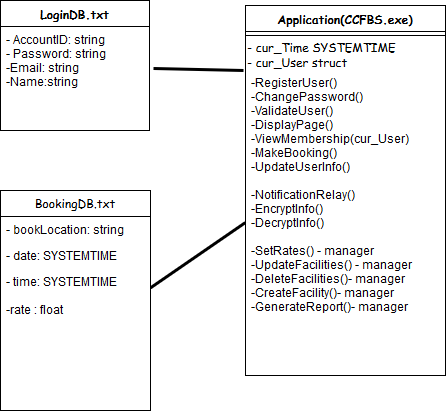 LoginDB.txt
- AccountID: string
- Password: string
-Email: string
-Name:string
Application(CCFBS.exe)
- cur_Time SYSTEMTIME
- cur_User struct
-RegisterUser()
-ChangePassword()
-ValidateUser()
-DisplayPage()
-ViewMembership(cur_User)
-MakeBooking()
-UpdateUserInfo()
-NotificationRelay()
-EncryptInfo()
-DecryptInfo()
-SetRates() - manager
-UpdateFacilities() - manager
-DeleteFacilities()- manager
-CreateFacility()- manager
-GenerateReport()- manager
BookingDB.txt
- bookLocation: string
- date: SYSTEMTIME
- time: SYSTEMTIME
-rate : float